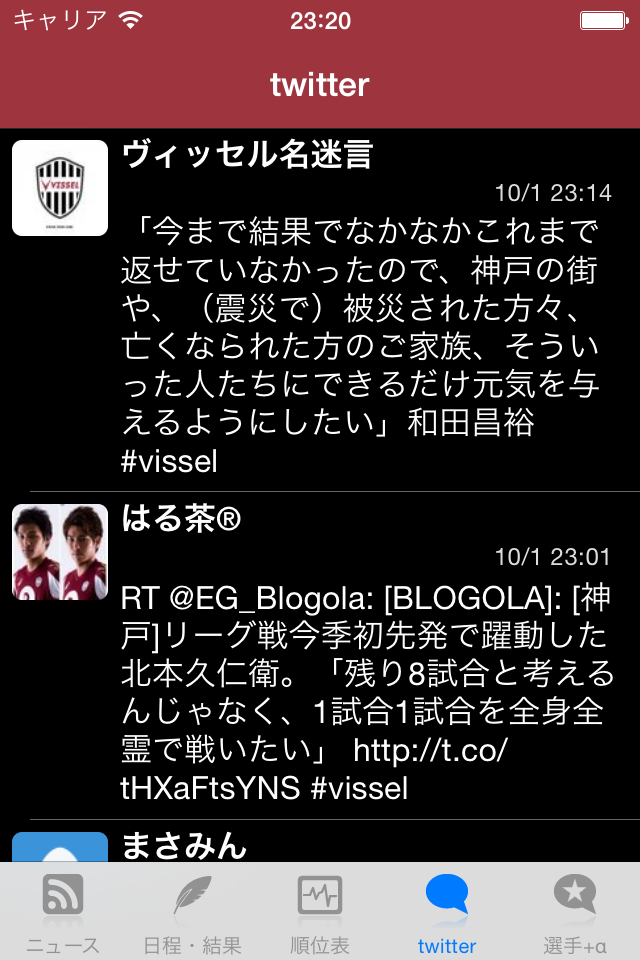 キャリア 23:20
twitter
VISSEL
ヴィッセル名迷言
10/1 23:14
「今まで結果でなかなかこれまで
返せていなかったので、神戸の街
や、（震災で）被災された方々、
亡くなられた方のご家族、そうい
った人たちにできるだけ元気を与
えるようにしたい」和田昌裕
#vissel
はる茶®
10/1 23:01
RT @EG_Blogola: [BLOGOLA]: [神
戸]リーグ戦今季初先発で躍動した
北本久仁衛。「残り8試合と考える
んじゃなく、1試合1試合を全身全
霊で戦いたい」 http://t.co/
tHXaFtsYNS #vissel
まさみん
ニュース 日程・結果 順位表 twitter 選手+α